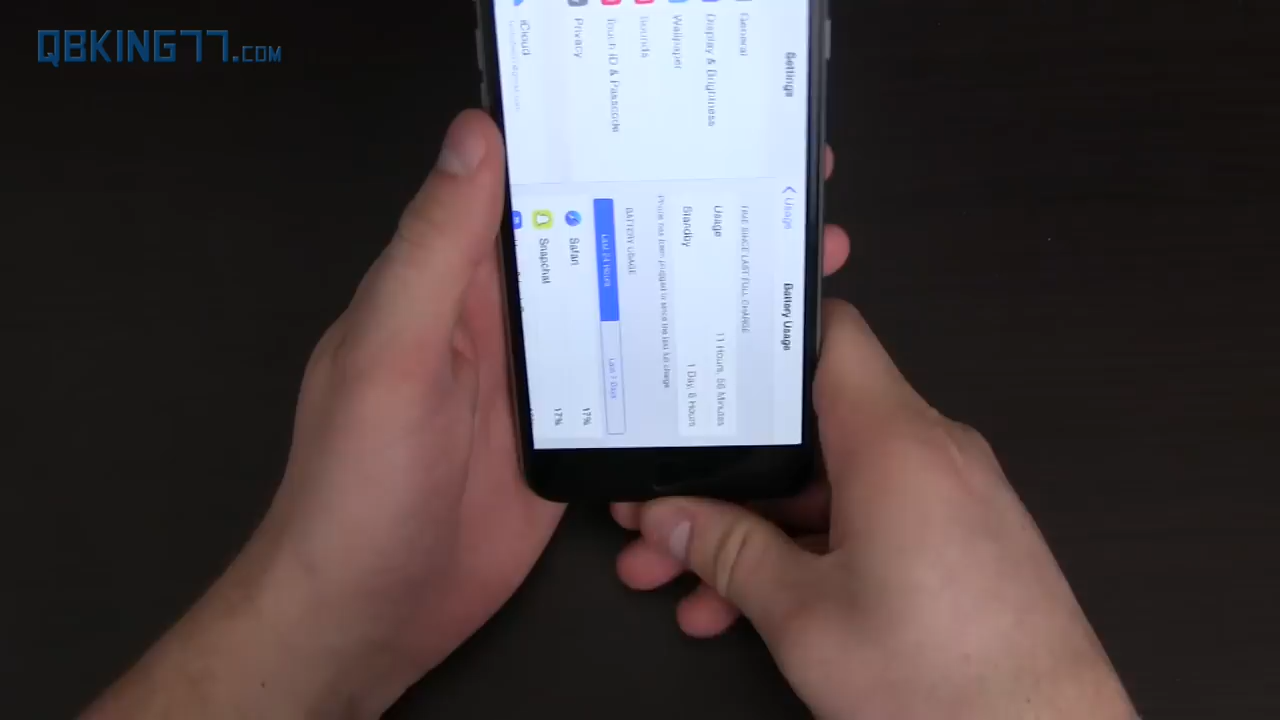 QBKING77.COM
Settings
General
Display & Brightness
Wallpaper
Sounds
Touch ID & Passcode
Privacy
iCloud
Usage
Battery Usage
TIME SINCE LAST FULL CHARGE
Usage 11 Hours, 56 Minutes
Standby 1 Day, 6 Hours
BATTERY USAGE
Last 24 Hours
Last 7 Days
Safari 17%
Snapchat 17%